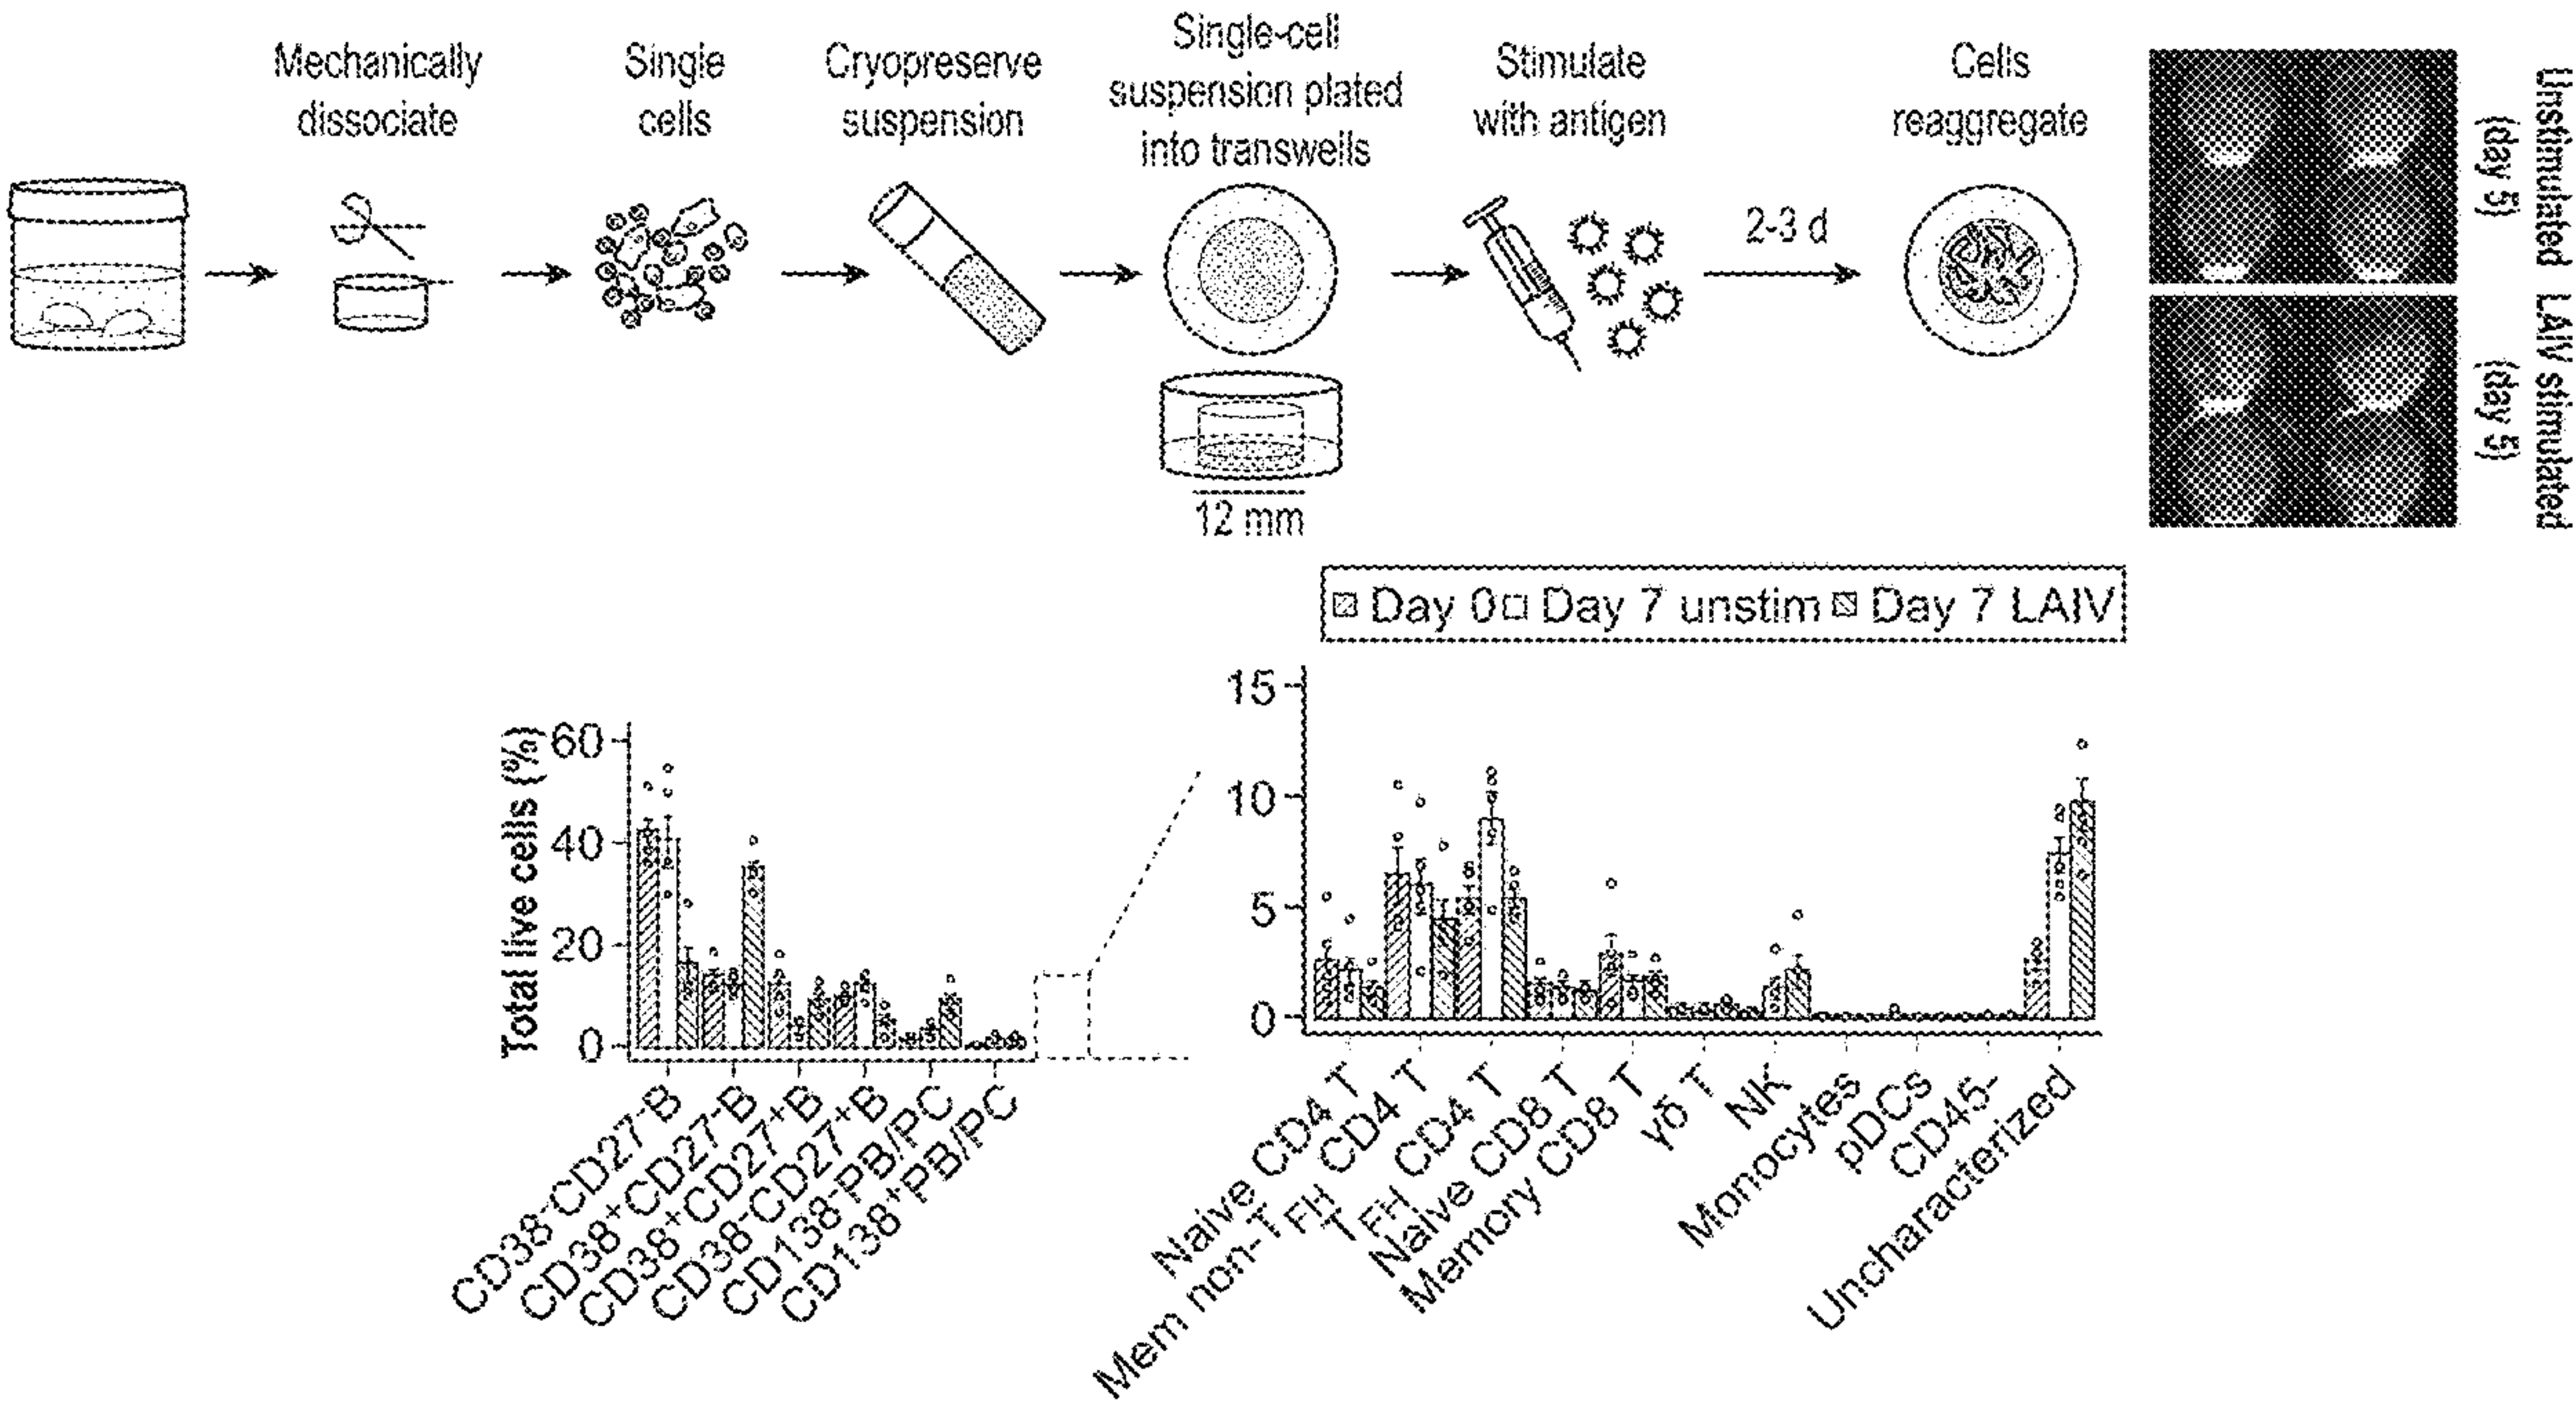 Mechanically
dissociate
Single
cells
Cryopreserve
suspension
Single-cell
suspension plated
into transwells
Stimulate
with antigen
Cells
reaggregate
2-3 d
12 mm
Unstimulated
(day 5)
LAIV stimulated
(day 5)
Day 0 Day 7 unstim Day 7 LAIV
Total live cells (%)
60
40
20
0
CD38⁻CD27⁻B
CD38⁺CD27⁻B
CD38⁺CD27⁺B
CD38⁻CD27⁺B
CD138⁻PB/PC
CD138⁺PB/PC
15
10
5
0
Naive CD4 T
Mem non-T FH CD4 T
T FH CD4 T
Naive CD8 T
Memory CD8 T
γδ T
NK
Monocytes
pDCs
CD45-
Uncharacterized